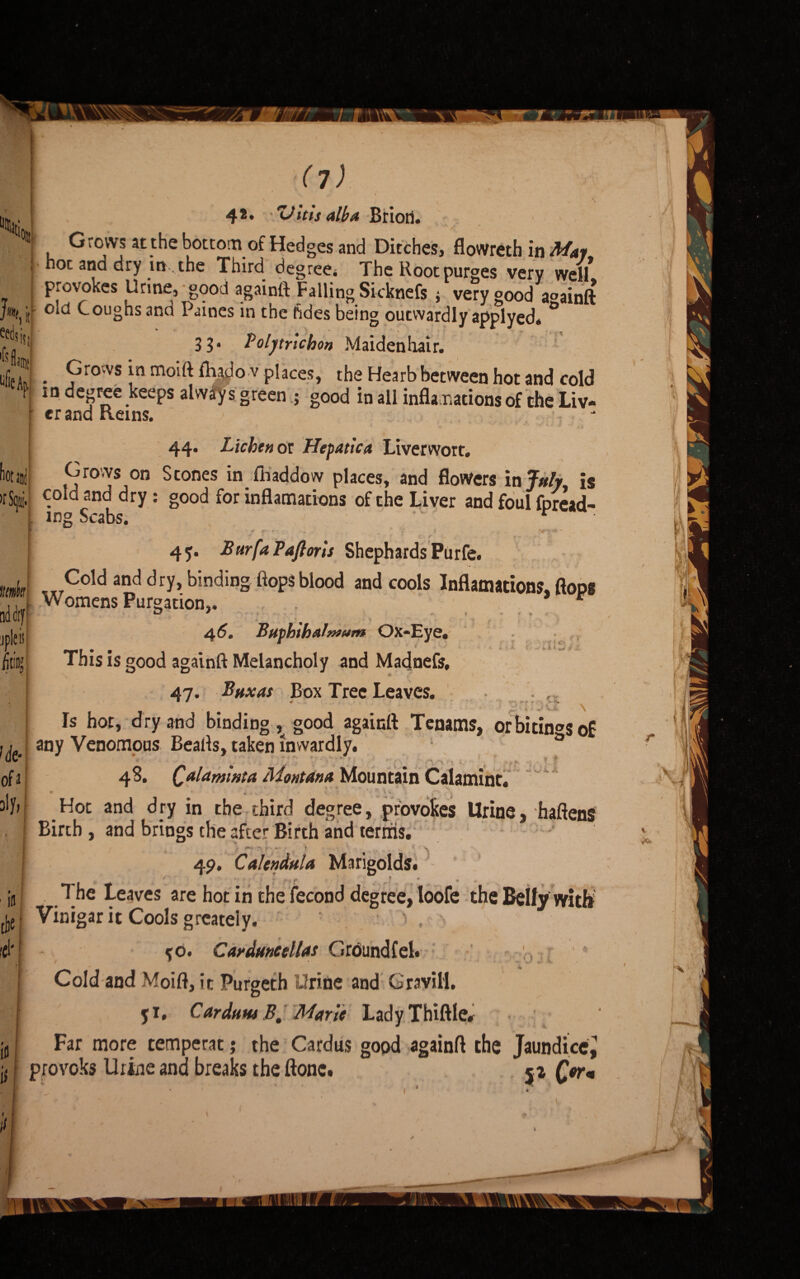 (7)
42. Vitis alba Briori.
Grows at the bottom of Hedges and Ditches, flowreth in May,
hot and dry in the Third degree. The Root purges very well,
provokes Urine, good againſt Falling Sickneſs ; very good againſt
old Coughs and Paines in the ſides being outwardly applyed.
33. Polytrichon Maidenhair.
Grows in moiſt ſhado v places, the Hearb between hot and cold
in degree keeps always green ; good in all infla nations of the Liv-
er and Reins.
44. Lichen or Hepatica Liverwort.
Grows on Stones in ſhaddow places, and flowers in July, is
cold and dry : good for inflamations of the Liver and foul ſpread-
ing Scabs.
45. Burſa Paſtoris Shephards Purſe.
Cold and dry, binding ſtops blood and cools Inflamations, ſtops
Womens Purgation,.
46. Buphthalmum Ox-Eye.
This is good againſt Melancholy and Madneſs.
47. Buxas Box Tree Leaves.
Is hot, dry and binding, good againſt Tenams, or bitings of
any Venomous Beaſts, taken inwardly.
48. Calaminta Montana Mountain Calamint.
Hot and dry in the third degree, provokes Urine, haſtens
Birth , and brings the after Birth and terms.
49. Calendula Marigolds.
The Leaves are hot in the ſecond degree, looſe the Belly with
Vinigar it Cools greately.
50. Carduncellas Groundſel.
Cold and Moiſt, it Purgeth Urine and Gravill.
51. Carduus B. Marie Lady Thiſtle.
Far more temperat ; the Cardus good againſt the Jaundice,
provoks Urine and breaks the ſtone.
52 Cor-